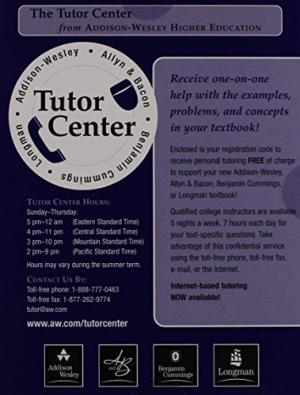 The Tutor Center
from ADDISON-WESLEY HIGHER EDUCATION
Addison-Wesley • Allyn & Bacon • Benjamin Cummings • Longman •
Tutor
Center
TUTOR CENTER HOURS:
Sunday–Thursday:
5 pm–12 am (Eastern Standard Time)
4 pm–11 pm (Central Standard Time)
3 pm–10 pm (Mountain Standard Time)
2 pm–9 pm (Pacific Standard Time)
Hours may vary during the summer term.
CONTACT US BY:
Toll-free phone: 1-888-777-0463
Toll-free fax: 1-877-262-9774
tutor@aw.com
www.aw.com/tutorcenter
Receive one-on-one
help with the examples,
problems, and concepts
in your textbook!
Enclosed is your registration code to
receive personal tutoring FREE of charge
to support your new Addison-Wesley,
Allyn & Bacon, Benjamin Cummings,
or Longman textbook!
Qualified college instructors are available
5 nights a week, 7 hours each day for
your text-specific questions. Take
advantage of this confidential service
using the toll-free phone, toll-free fax,
e-mail, or the Internet.
Internet-based tutoring
NOW available!
Addison
Wesley
A and B
Benjamin
Cummings
Longman